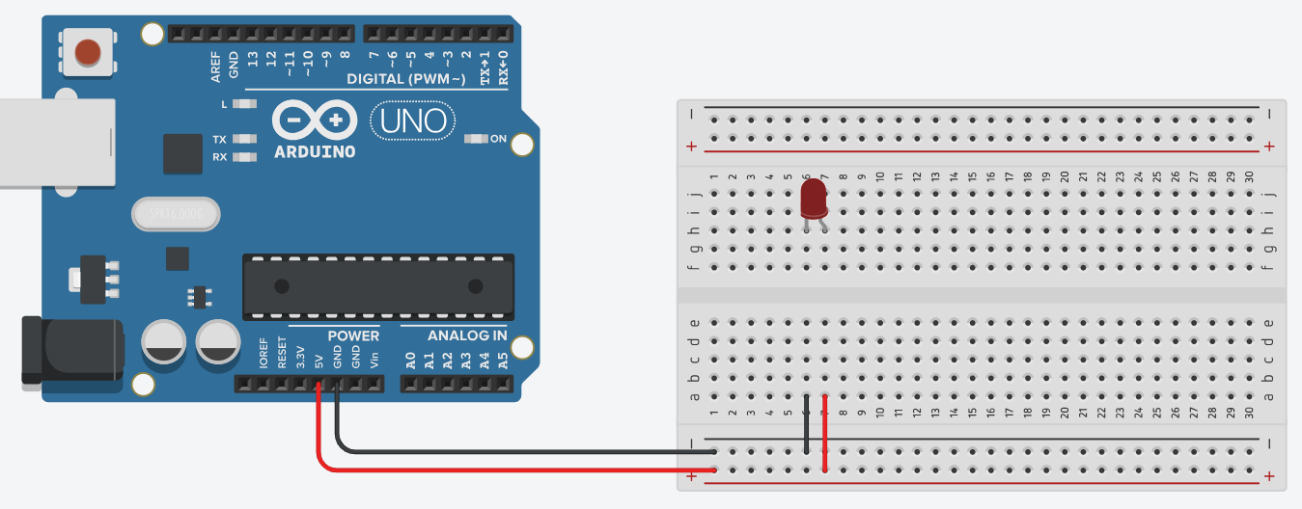 AREF GND 13 12 ~11 ~10 ~9 8 7 ~6 ~5 4 ~3 2 TX→1 RX←0
DIGITAL (PWM~)
L
TX
RX
ARDUINO
UNO
ON
POWER
ANALOG IN
IOREF RESET 3.3V 5V GND GND Vin A0 A1 A2 A3 A4 A5
− −
+ +
1 2 3 4 5 6 7 8 9 10 11 12 13 14 15 16 17 18 19 20 21 22 23 24 25 26 27 28 29 30
j j
i i
h h
g g
f f
e e
d d
c c
b b
a a
1 2 3 4 5 6 7 8 9 10 11 12 13 14 15 16 17 18 19 20 21 22 23 24 25 26 27 28 29 30
− −
+ +